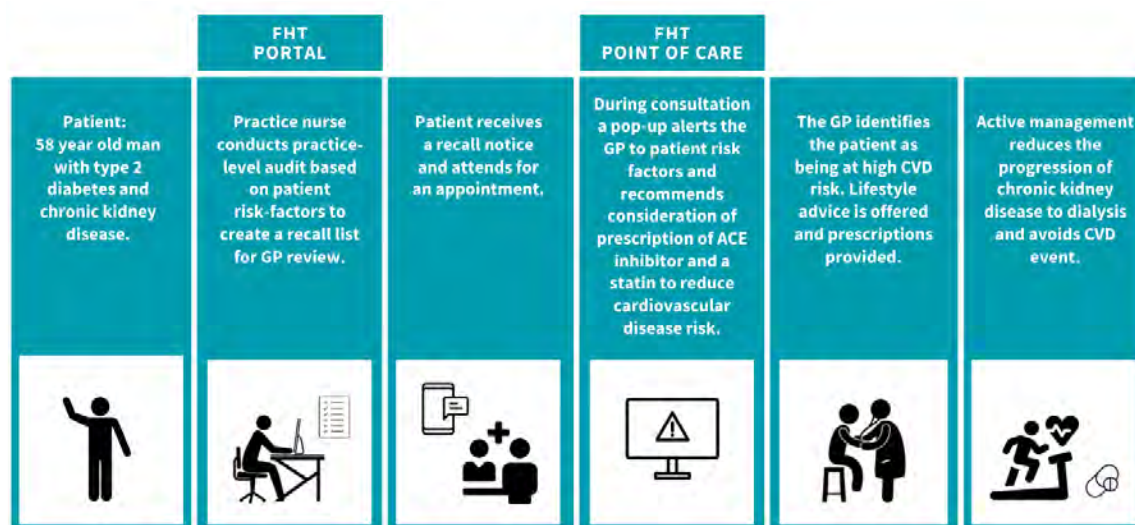 FHT
PORTAL
FHT
POINT OF CARE
Patient:
58 year old man
with type 2
diabetes and
chronic kidney
disease.
Practice nurse
conducts practice-
level audit based
on patient
risk-factors to
create a recall list
for GP review.
Patient receives
a recall notice
and attends for
an appointment.
During consultation
a pop-up alerts the
GP to patient risk
factors and
recommends
consideration of
prescription of ACE
inhibitor and a
statin to reduce
cardiovascular
disease risk.
The GP identifies
the patient as
being at high CVD
risk. Lifestyle
advice is offered
and prescriptions
provided.
Active management
reduces the
progression of
chronic kidney
disease to dialysis
and avoids CVD
event.